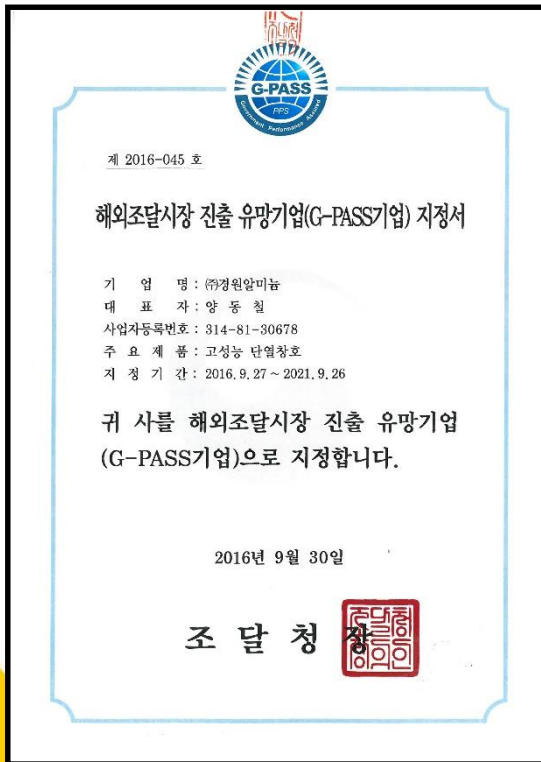 G-PASS
PPS
Government Performance Assured
제 2016-045 호
해외조달시장 진출 유망기업(G-PASS기업) 지정서
기 업 명 : ㈜경원알미늄
대 표 자 : 양 동 칠
사업자등록번호 : 314-81-30678
주 요 제 품 : 고성능 단열창호
지 정 기 간 : 2016. 9. 27 ~ 2021. 9. 26
귀 사를 해외조달시장 진출 유망기업
(G-PASS기업)으로 지정합니다.
2016년 9월 30일
조 달 청 장